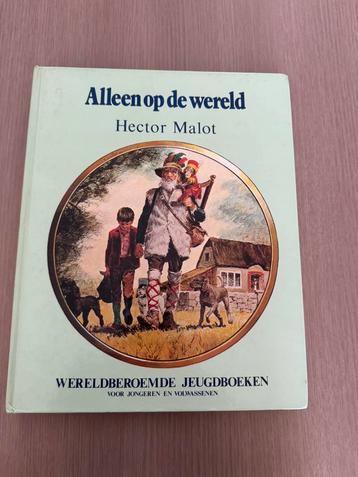 Alleen op de wereld
Hector Malot
WERELDBEROEMDE JEUGDBOEKEN
VOOR JONGEREN EN VOLWASSENEN